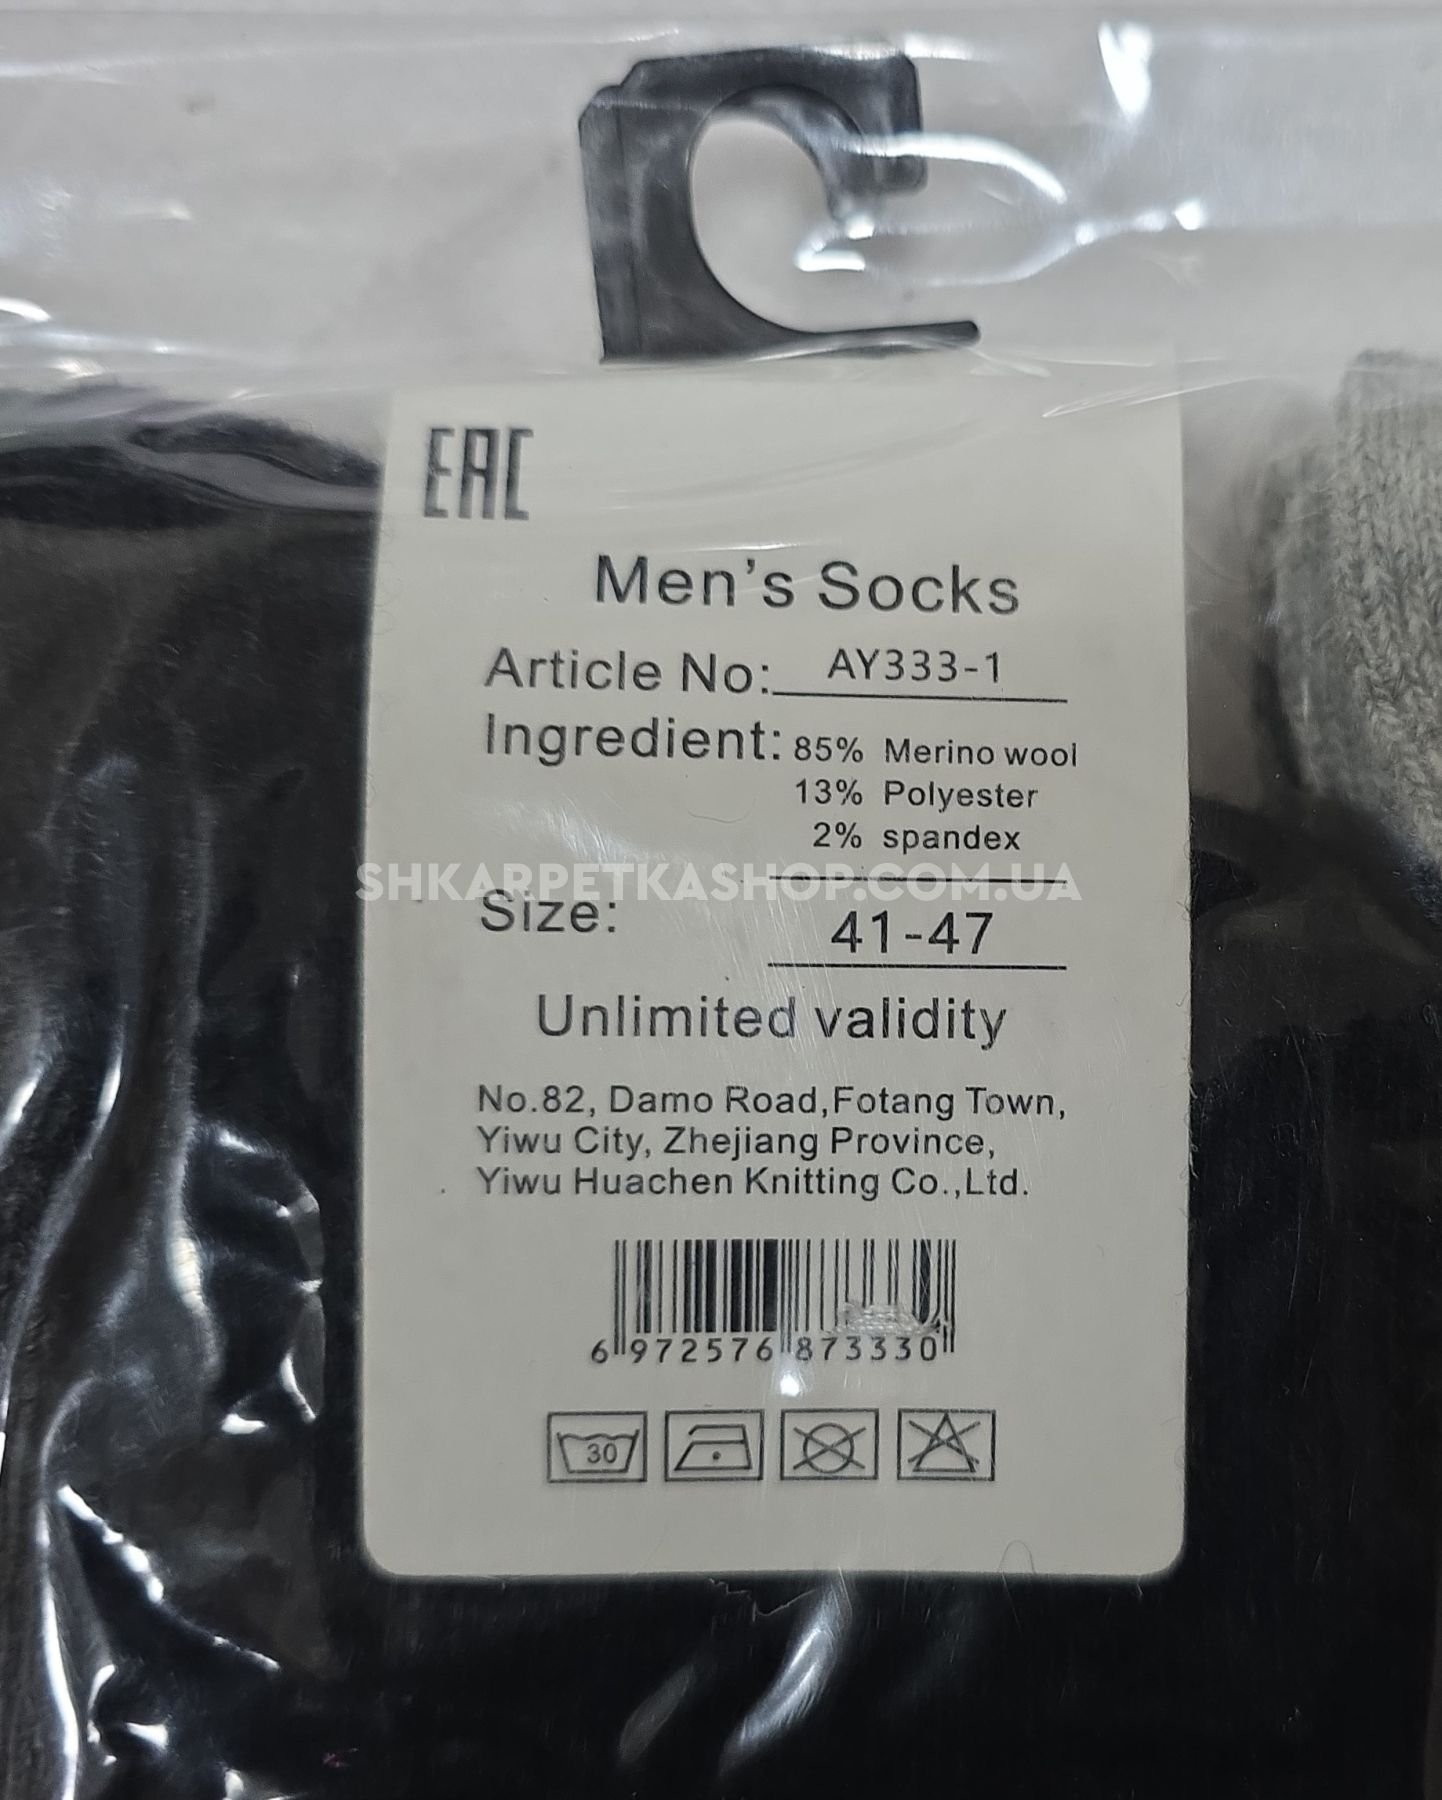 EAC
Men's Socks
Article No: AY333-1
Ingredient: 85% Merino wool
13% Polyester
2% spandex
SHKARPETKASHOP.COM.UA
Size: 41-47
Unlimited validity
No.82, Damo Road,Fotang Town,
Yiwu City, Zhejiang Province,
Yiwu Huachen Knitting Co.,Ltd.
6 972576 873330
30